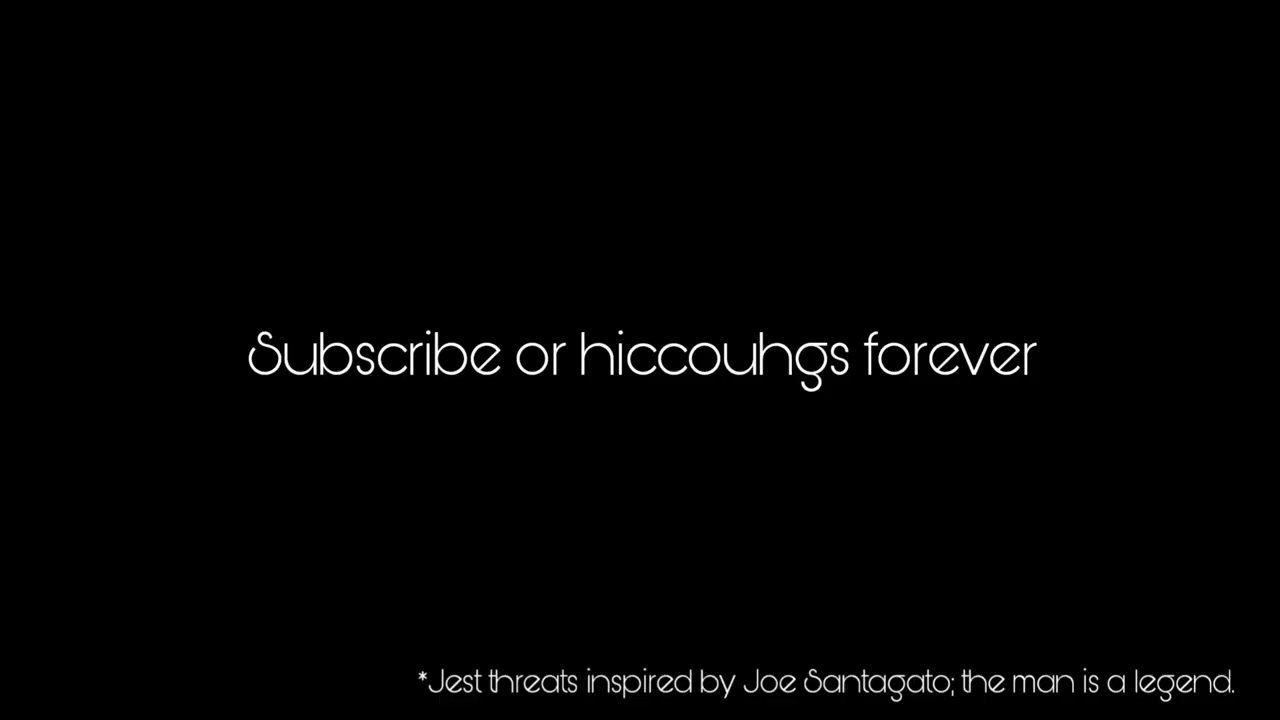 Subscribe or hiccouhgs forever
*Jest threats inspired by Joe Santagato; the man is a legend.